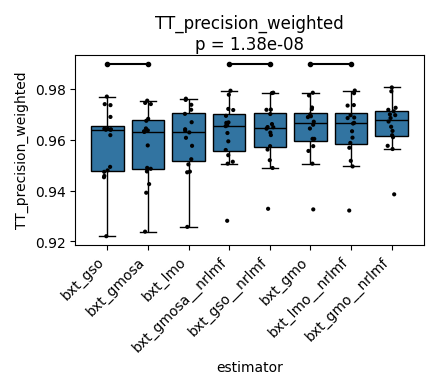 TT_precision_weighted
p = 1.38e-08
TT_precision_weighted
0.98
0.96
0.94
0.92
bxt_gso
bxt_gmosa
bxt_lmo
bxt_gmosa__nrlmf
bxt_gso__nrlmf
bxt_gmo
bxt_lmo__nrlmf
bxt_gmo__nrlmf
estimator